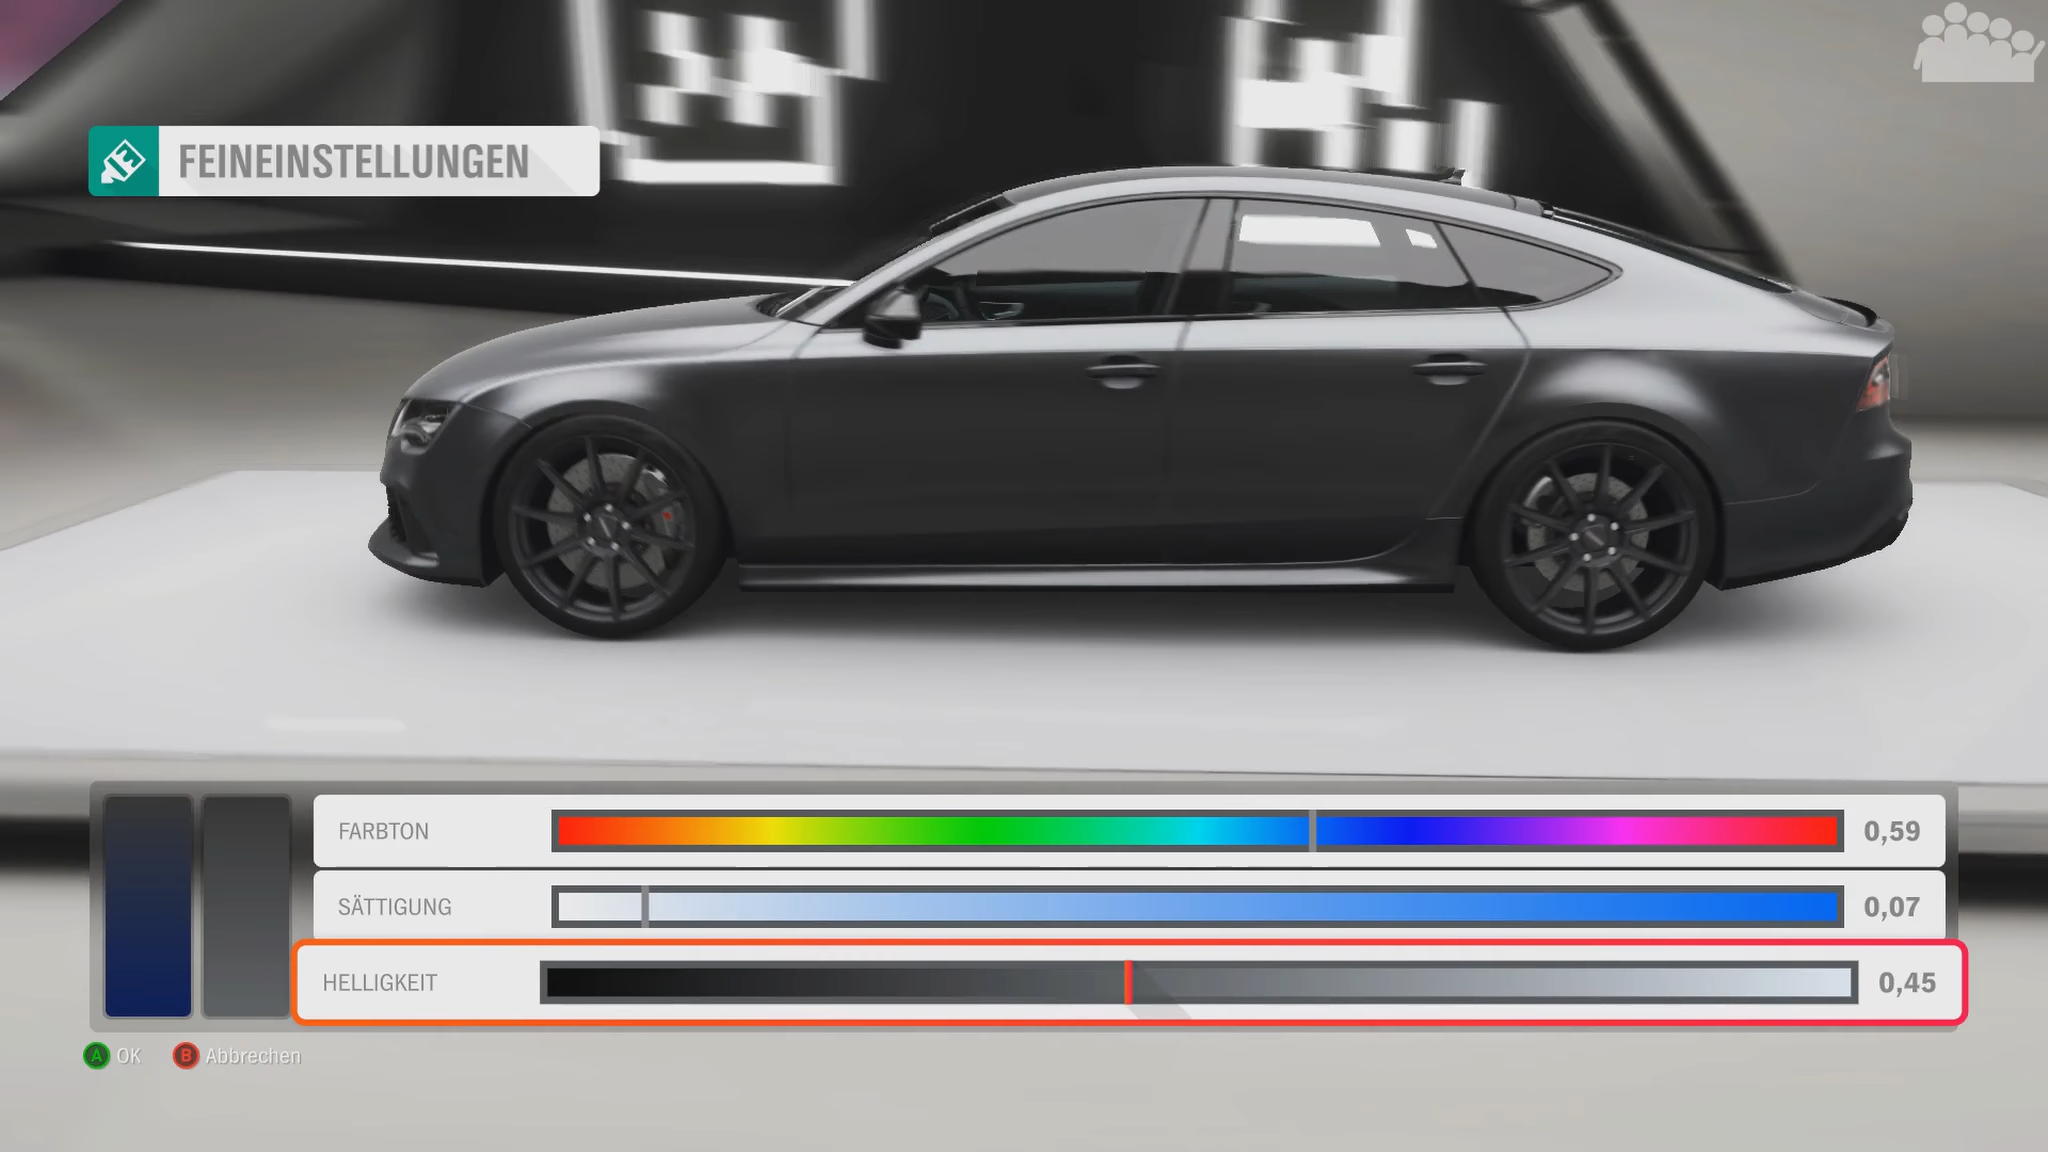 FEINEINSTELLUNGEN
FARBTON 0,59
SÄTTIGUNG 0,07
HELLIGKEIT 0,45
A OK B Abbrechen